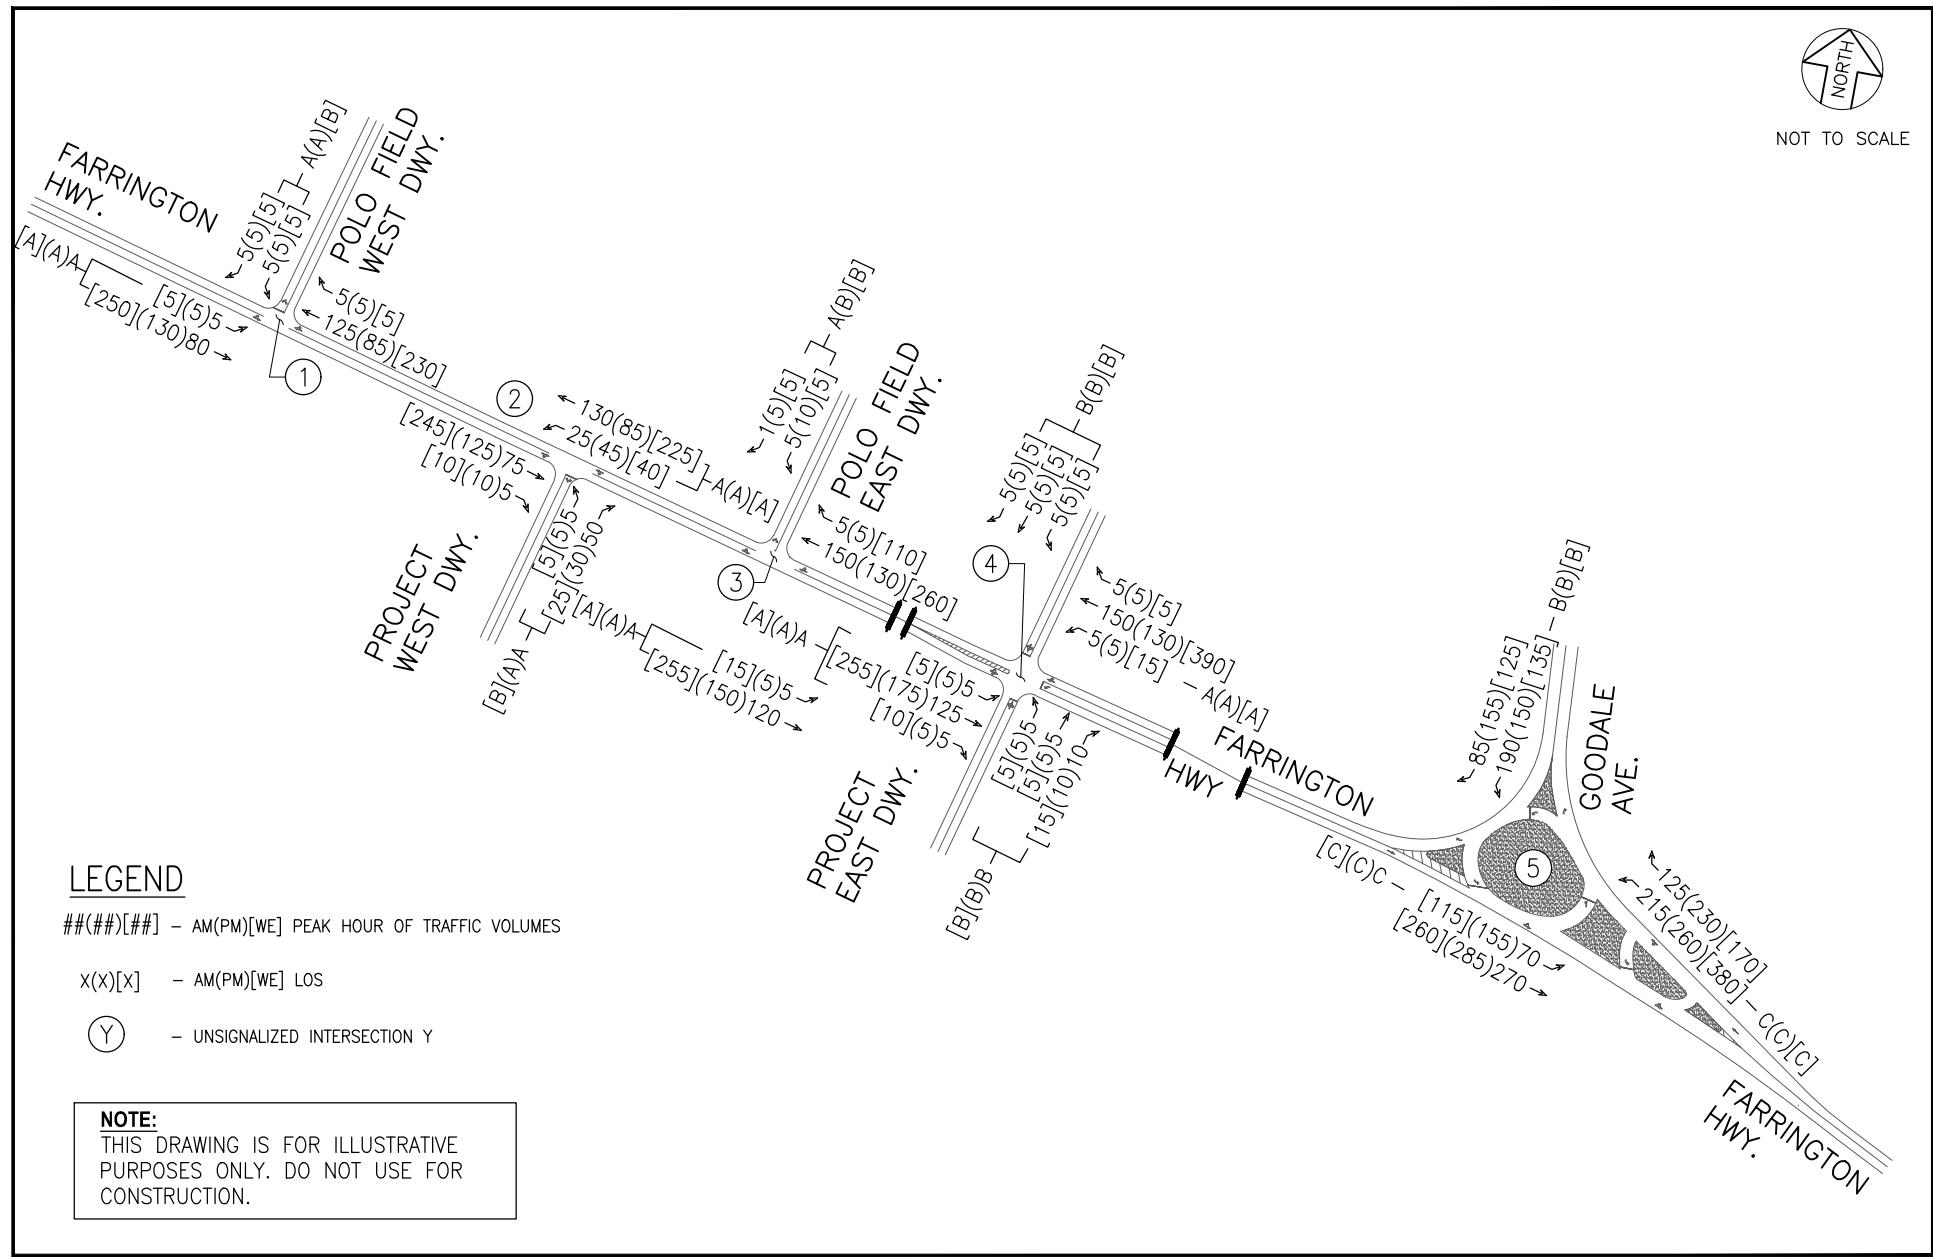 NORTH
NOT TO SCALE
FARRINGTON
HWY.
[A](A)A
[5](5)5
[250](130)80
5(5)[5]
5(5)[5]
A(A)[B]
POLO FIELD
WEST DWY.
5(5)[5]
125(85)[230]
1
2
[245](125)75
[10](10)5
130(85)[225]
25(45)[40]
A(A)[A]
PROJECT
WEST DWY.
[5](5)5
[25](30)50
[B](A)A
1(5)[5]
5(10)[5]
A(B)[B]
POLO FIELD
EAST DWY.
5(5)[110]
150(130)[260]
3
[A](A)A
[15](5)5
[255](150)120
4
5(5)[5]
5(5)[5]
5(5)[5]
B(B)[B]
5(5)[5]
150(130)[390]
5(5)[15]
– A(A)[A]
[A](A)A
[5](5)5
[255](175)125
[10](5)5
PROJECT
EAST DWY.
[5](5)5
[5](5)5
[15](10)10
[B](B)B
FARRINGTON
HWY
85(155)[125]
190(150)[135] – B(B)[B]
GOODALE
AVE.
5
[C](C)C – [115](155)70
[260](285)270
125(230)[170]
215(260)[380] – C(C)[C]
FARRINGTON
HWY.
LEGEND
##(##)[##] – AM(PM)[WE] PEAK HOUR OF TRAFFIC VOLUMES
X(X)[X] – AM(PM)[WE] LOS
Y – UNSIGNALIZED INTERSECTION Y
NOTE:
THIS DRAWING IS FOR ILLUSTRATIVE
PURPOSES ONLY. DO NOT USE FOR
CONSTRUCTION.